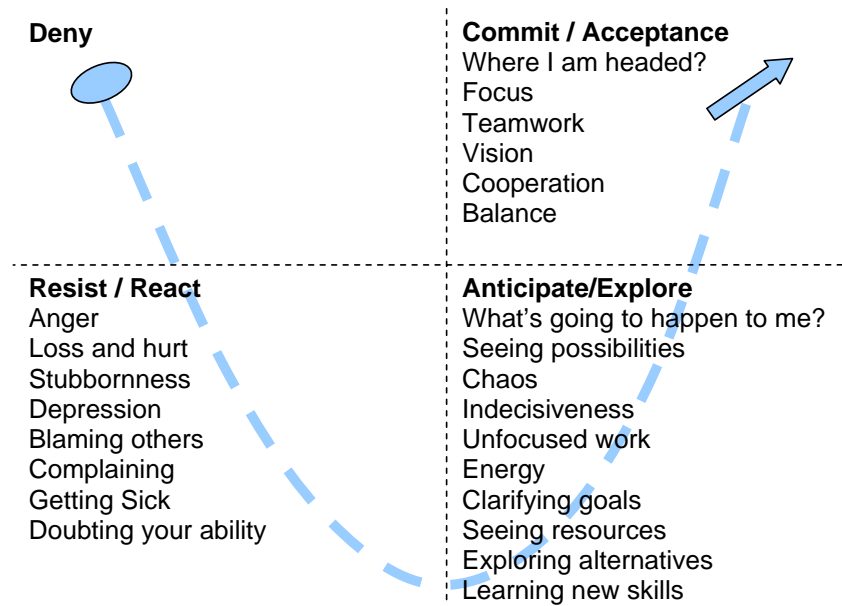 Deny
Commit / Acceptance
Where I am headed?
Focus
Teamwork
Vision
Cooperation
Balance
Resist / React
Anger
Loss and hurt
Stubbornness
Depression
Blaming others
Complaining
Getting Sick
Doubting your ability
Anticipate/Explore
What's going to happen to me?
Seeing possibilities
Chaos
Indecisiveness
Unfocused work
Energy
Clarifying goals
Seeing resources
Exploring alternatives
Learning new skills